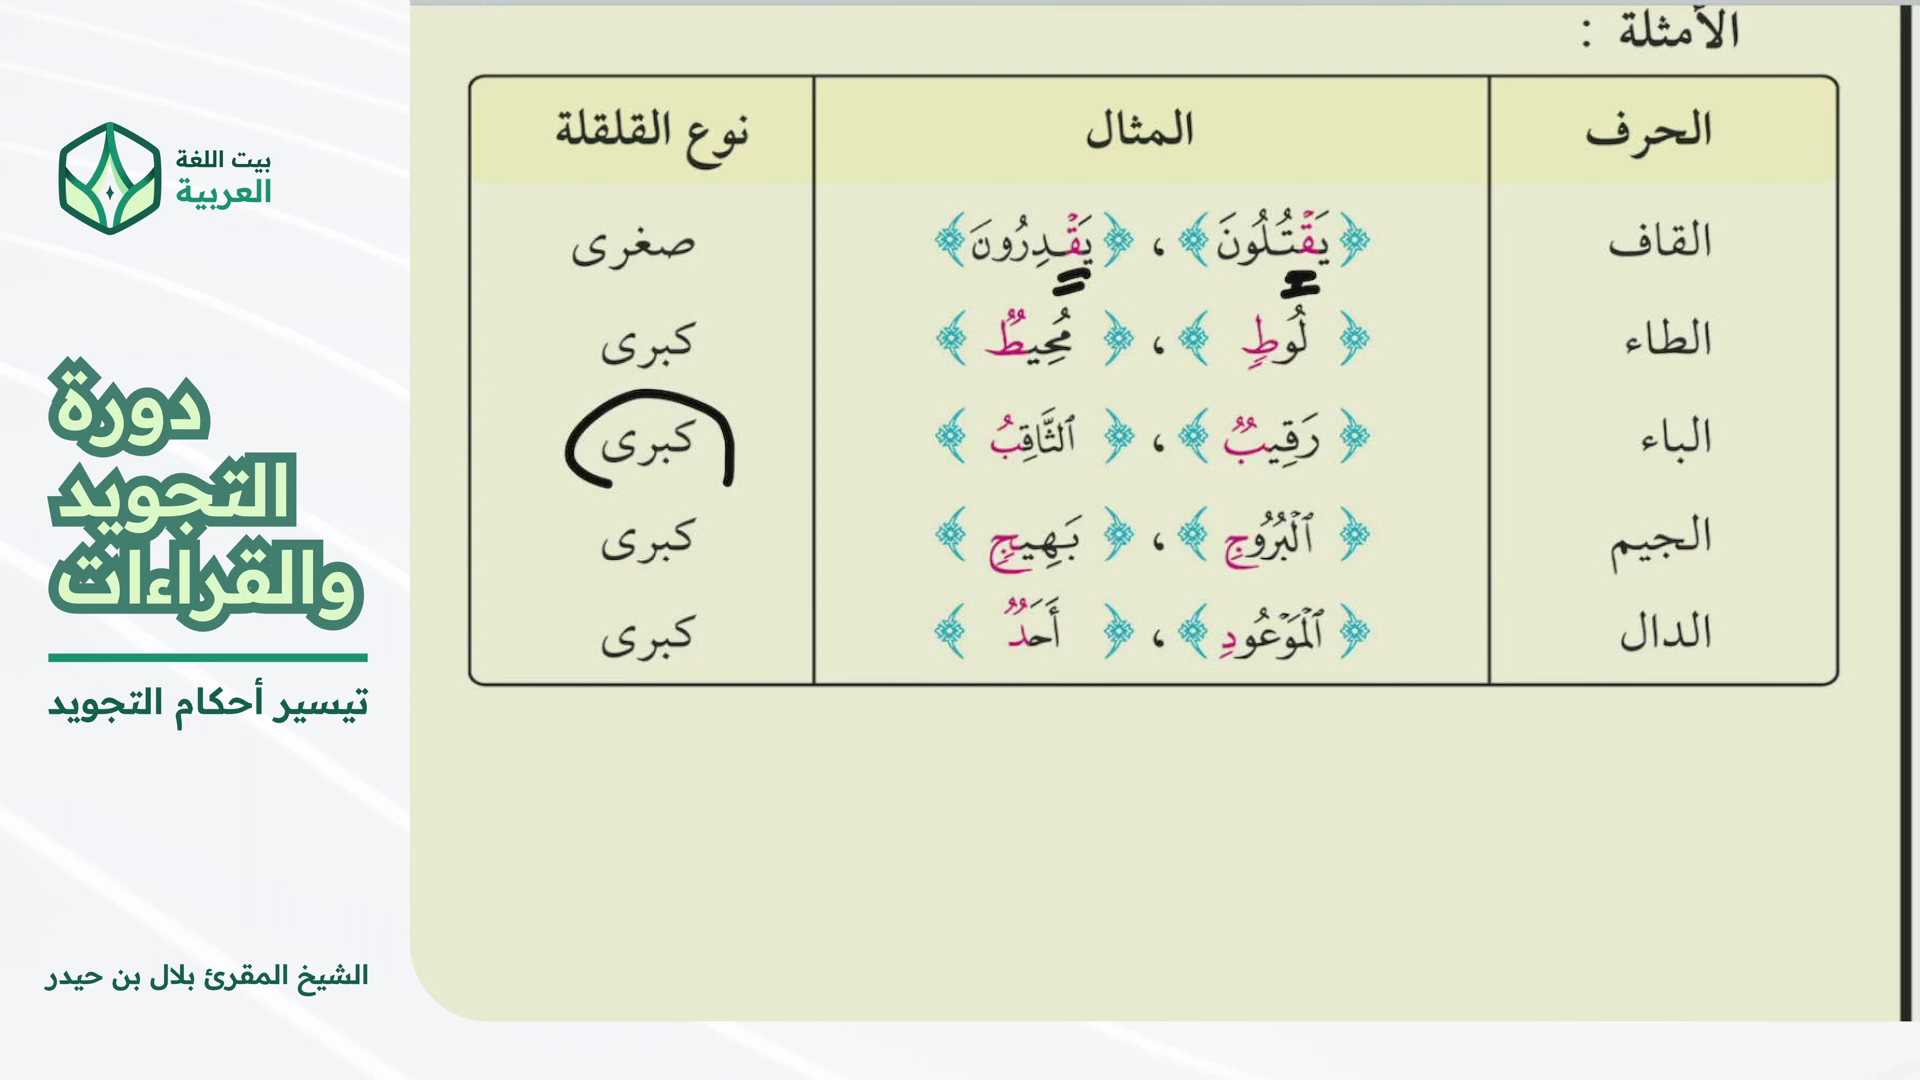 الأمثلة :
الحرف المثال نوع القلقلة
القاف ﴿يَقْتُلُونَ﴾ ، ﴿يَقْدِرُونَ﴾ صغرى
الطاء ﴿لُوطٍ﴾ ، ﴿مُحِيطٌ﴾ كبرى
الباء ﴿رَقِيبٌ﴾ ، ﴿ٱلثَّاقِبُ﴾ كبرى
الجيم ﴿ٱلْبُرُوجِ﴾ ، ﴿بَهِيجٍ﴾ كبرى
الدال ﴿ٱلْمَوْعُودِ﴾ ، ﴿أَحَدٌ﴾ كبرى
بيت اللغة
العربية
دورة
التجويد
والقراءات
تيسير أحكام التجويد
الشيخ المقرئ بلال بن حيدر